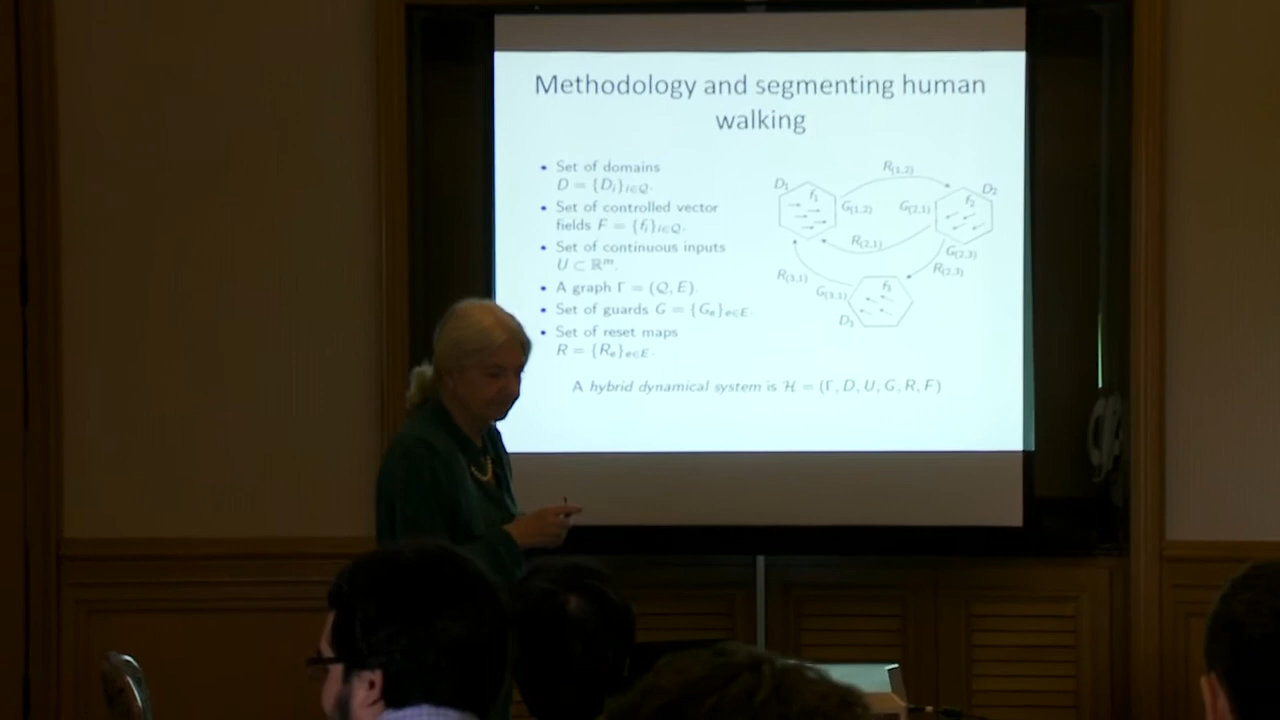 Methodology and segmenting human
walking
• Set of domains
D = {Dᵢ}ᵢ∈Q.
• Set of controlled vector
fields F = {fᵢ}ᵢ∈Q.
• Set of continuous inputs
U ⊂ ℝᵐ.
• A graph Γ = (Q, E).
• Set of guards G = {Gₑ}ₑ∈E.
• Set of reset maps
R = {Rₑ}ₑ∈E.
R(1,2)
D₁
f₁
D₂
f₂
G(1,2)
G(2,1)
R(2,1)
G(2,3)
R(2,3)
R(3,1)
G(3,1)
f₃
D₃
A hybrid dynamical system is ℋ = (Γ, D, U, G, R, F)